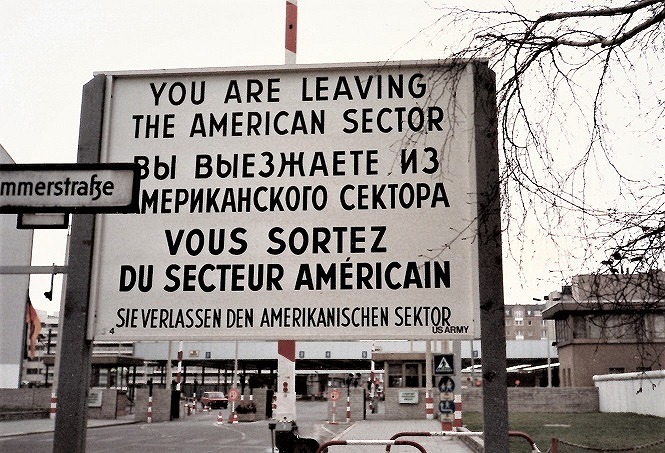 YOU ARE LEAVING
THE AMERICAN SECTOR
ВЫ ВЫЕЗЖАЕТЕ ИЗ
АМЕРИКАНСКОГО СЕКТОРА
VOUS SORTEZ
DU SECTEUR AMÉRICAIN
SIE VERLASSEN DEN AMERIKANISCHEN SEKTOR
4
US ARMY
mmerstraße